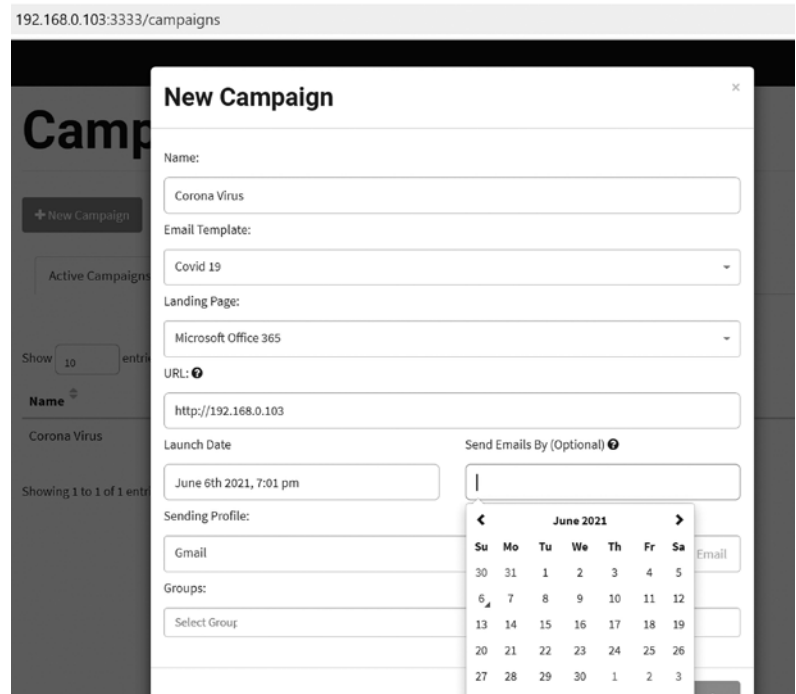 192.168.0.103:3333/campaigns
New Campaign
×
Camp
Name:
Corona Virus
+ New Campaign
Email Template:
Covid 19
Active Campaigns
Landing Page:
Microsoft Office 365
Show 10 entri
URL:
Name
http://192.168.0.103
Corona Virus
Launch Date
Send Emails By (Optional)
June 6th 2021, 7:01 pm
Showing 1 to 1 of 1 entri
Sending Profile:
June 2021
Gmail
Su Mo Tu We Th Fr Sa
Email
30 31 1 2 3 4 5
Groups:
6 7 8 9 10 11 12
Select Group
13 14 15 16 17 18 19
20 21 22 23 24 25 26
27 28 29 30 1 2 3